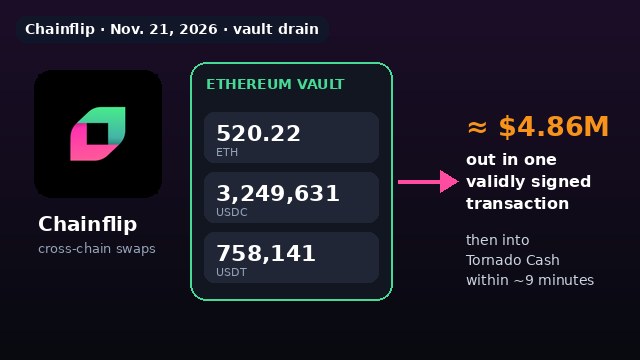 Chainflip · Nov. 21, 2026 · vault drain
Chainflip
cross-chain swaps
ETHEREUM VAULT
520.22
ETH
3,249,631
USDC
758,141
USDT
≈ $4.86M
out in one
validly signed
transaction
then into
Tornado Cash
within ~9 minutes